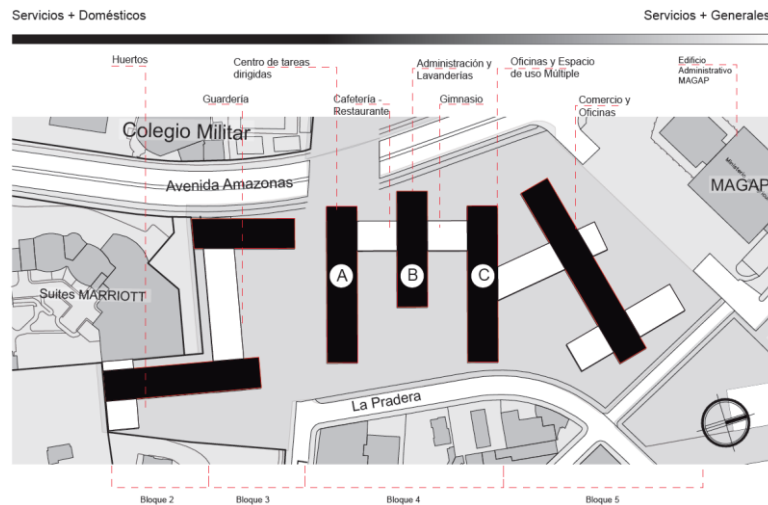 Servicios + Domésticos
Servicios + Generales
Huertos
Centro de tareas
dirigidas
Administración y
Lavanderías
Oficinas y Espacio
de uso Múltiple
Edificio
Administrativo
MAGAP
Guardería
Cafetería -
Restaurante
Gimnasio
Comercio y
Oficinas
Colegio Militar
Avenida Amazonas
MAGAP
Suites MARRIOTT
A
B
C
La Pradera
Bloque 2
Bloque 3
Bloque 4
Bloque 5